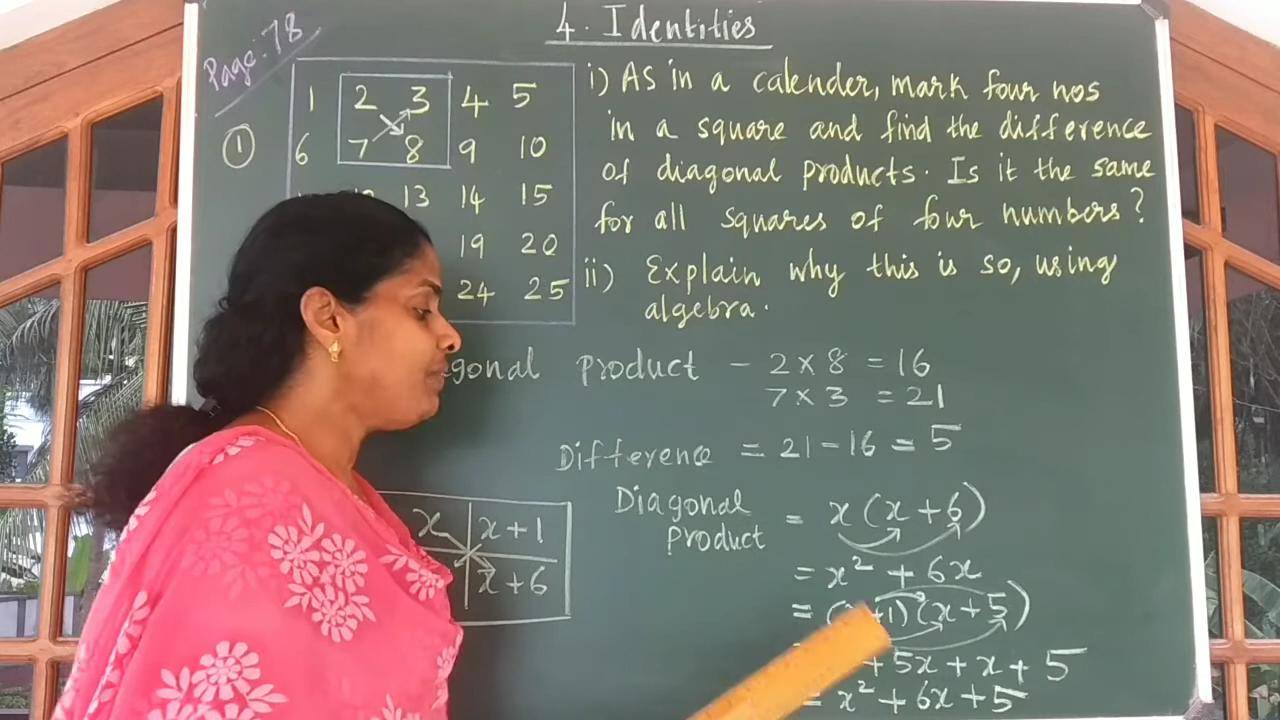 4. Identities
Page: 78
1 2 3 4 5
① 6 7 8 9 10
13 14 15
19 20
24 25
i) As in a calender, mark four nos
in a square and find the difference
of diagonal products. Is it the same
for all squares of four numbers?
ii) Explain why this is so, using
algebra.
product - 2 × 8 = 16
7 × 3 = 21
Difference = 21 - 16 = 5
x x+1
x+6
Diagonal
Product = x(x+6)
= x² + 6x
= +1)(x+5)
+ 5x + x + 5
= x² + 6x + 5